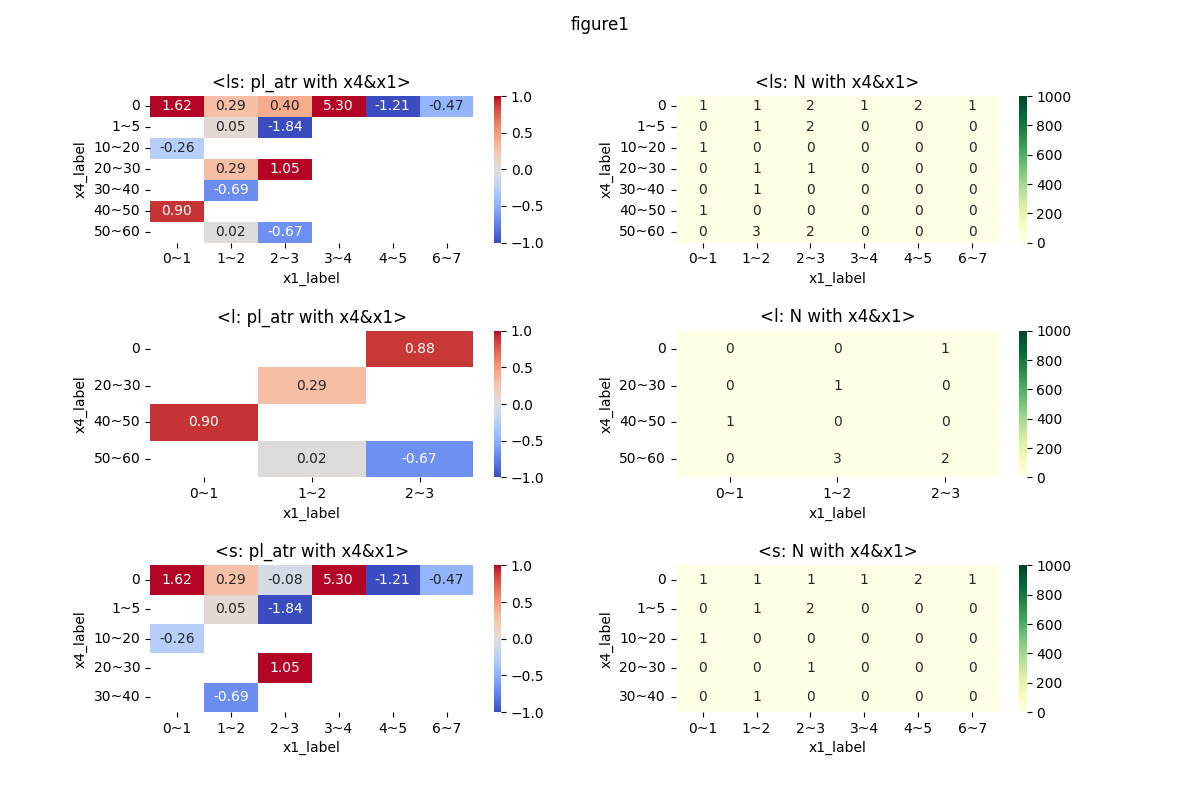 figure1
<ls: pl_atr with x4&x1>
x4_label
0 1.62 0.29 0.40 5.30 -1.21 -0.47
1~5 0.05 -1.84
10~20 -0.26
20~30 0.29 1.05
30~40 -0.69
40~50 0.90
50~60 0.02 -0.67
0~1 1~2 2~3 3~4 4~5 6~7
x1_label
1.0
0.5
0.0
−0.5
−1.0
<ls: N with x4&x1>
x4_label
0 1 1 2 1 2 1
1~5 0 1 2 0 0 0
10~20 1 0 0 0 0 0
20~30 0 1 1 0 0 0
30~40 0 1 0 0 0 0
40~50 1 0 0 0 0 0
50~60 0 3 2 0 0 0
0~1 1~2 2~3 3~4 4~5 6~7
x1_label
1000
800
600
400
200
0
<l: pl_atr with x4&x1>
x4_label
0 0.88
20~30 0.29
40~50 0.90
50~60 0.02 -0.67
0~1 1~2 2~3
x1_label
1.0
0.5
0.0
−0.5
−1.0
<l: N with x4&x1>
x4_label
0 0 0 1
20~30 0 1 0
40~50 1 0 0
50~60 0 3 2
0~1 1~2 2~3
x1_label
1000
800
600
400
200
0
<s: pl_atr with x4&x1>
x4_label
0 1.62 0.29 -0.08 5.30 -1.21 -0.47
1~5 0.05 -1.84
10~20 -0.26
20~30 1.05
30~40 -0.69
0~1 1~2 2~3 3~4 4~5 6~7
x1_label
1.0
0.5
0.0
−0.5
−1.0
<s: N with x4&x1>
x4_label
0 1 1 1 1 2 1
1~5 0 1 2 0 0 0
10~20 1 0 0 0 0 0
20~30 0 0 1 0 0 0
30~40 0 1 0 0 0 0
0~1 1~2 2~3 3~4 4~5 6~7
x1_label
1000
800
600
400
200
0